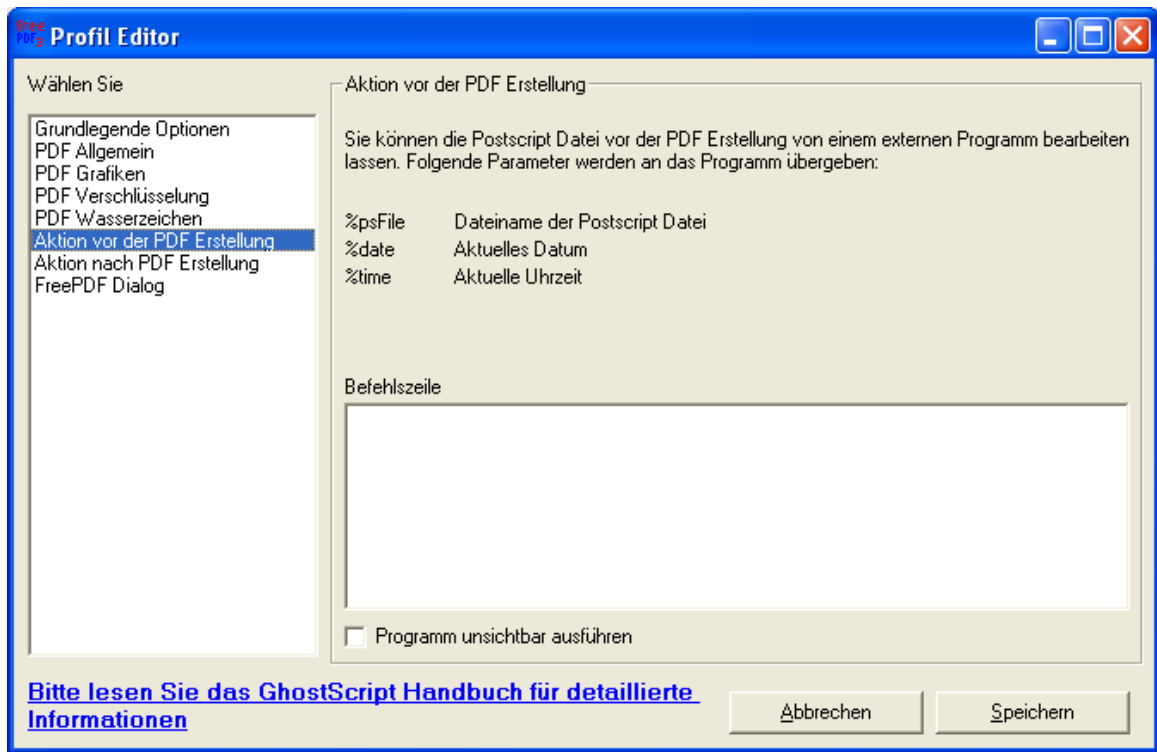 free PDF3 Profil Editor
Wählen Sie
Grundlegende Optionen
PDF Allgemein
PDF Grafiken
PDF Verschlüsselung
PDF Wasserzeichen
Aktion vor der PDF Erstellung
Aktion nach PDF Erstellung
FreePDF Dialog
Aktion vor der PDF Erstellung
Sie können die Postscript Datei vor der PDF Erstellung von einem externen Programm bearbeiten
lassen. Folgende Parameter werden an das Programm übergeben:
%psFile Dateiname der Postscript Datei
%date Aktuelles Datum
%time Aktuelle Uhrzeit
Befehlszeile
Programm unsichtbar ausführen
Bitte lesen Sie das GhostScript Handbuch für detaillierte
Informationen
Abbrechen Speichern